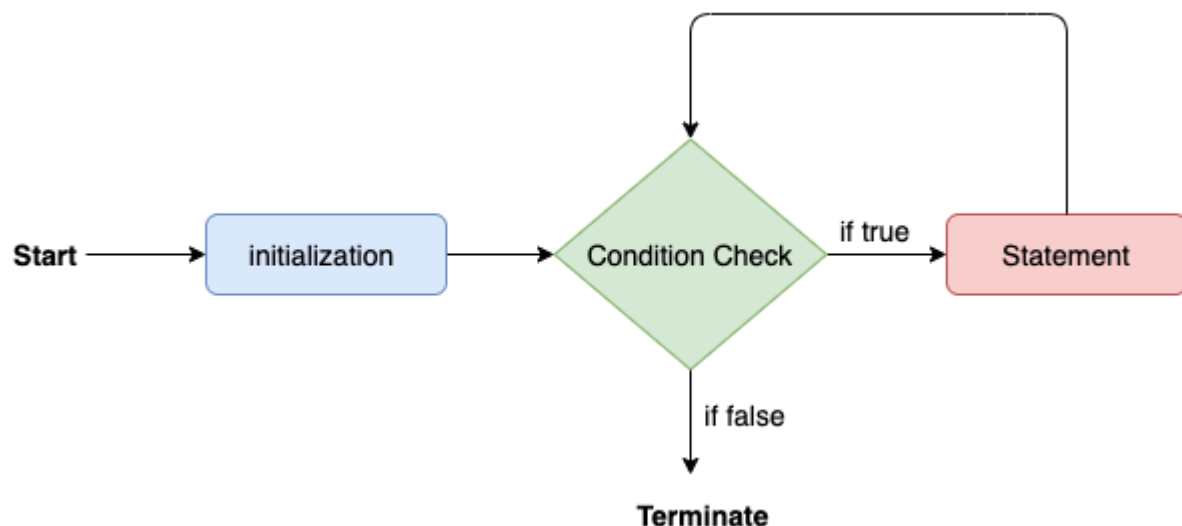 Start
initialization
Condition Check
if true
Statement
if false
Terminate